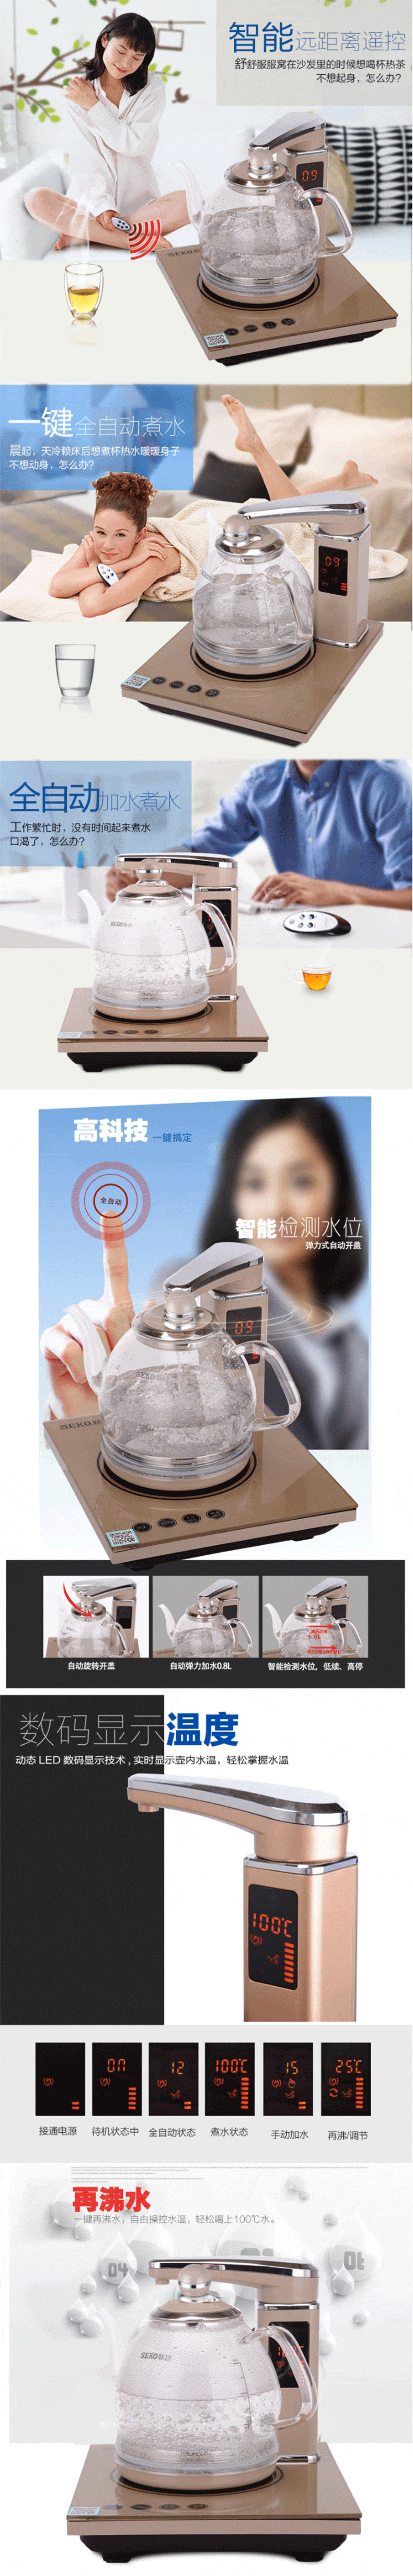 智能远距离遥控
舒舒服服窝在沙发里的时候想喝杯热茶
不想起身，怎么办?
09
SEKO
一键全自动煮水
晨起，天冷赖床后想煮杯热水暖暖身子
不想动身，怎么办?
09
全自动加水煮水
工作繁忙时，没有时间起来煮水
口渴了，怎么办?
SEKO
高科技 一键搞定
全自动
智能检测水位
弹力式自动开盖
09
SEKO
自动旋转开盖
自动弹力加水0.8L
智能检测水位，低续、高停
数码显示温度
动态 LED 数码显示技术，实时显示壶内水温，轻松掌握水温
100℃
ON
12
100℃
15
25℃
接通电源
待机状态中
全自动状态
煮水状态
手动加水
再沸/调节
再沸水
一键再沸水，自由操控水温，轻松喝上100℃水。
04
SEKO